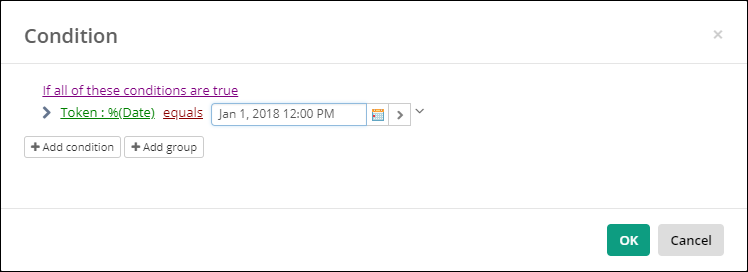 Condition
×
If all of these conditions are true
Token : %(Date) equals Jan 1, 2018 12:00 PM
+ Add condition + Add group
OK Cancel